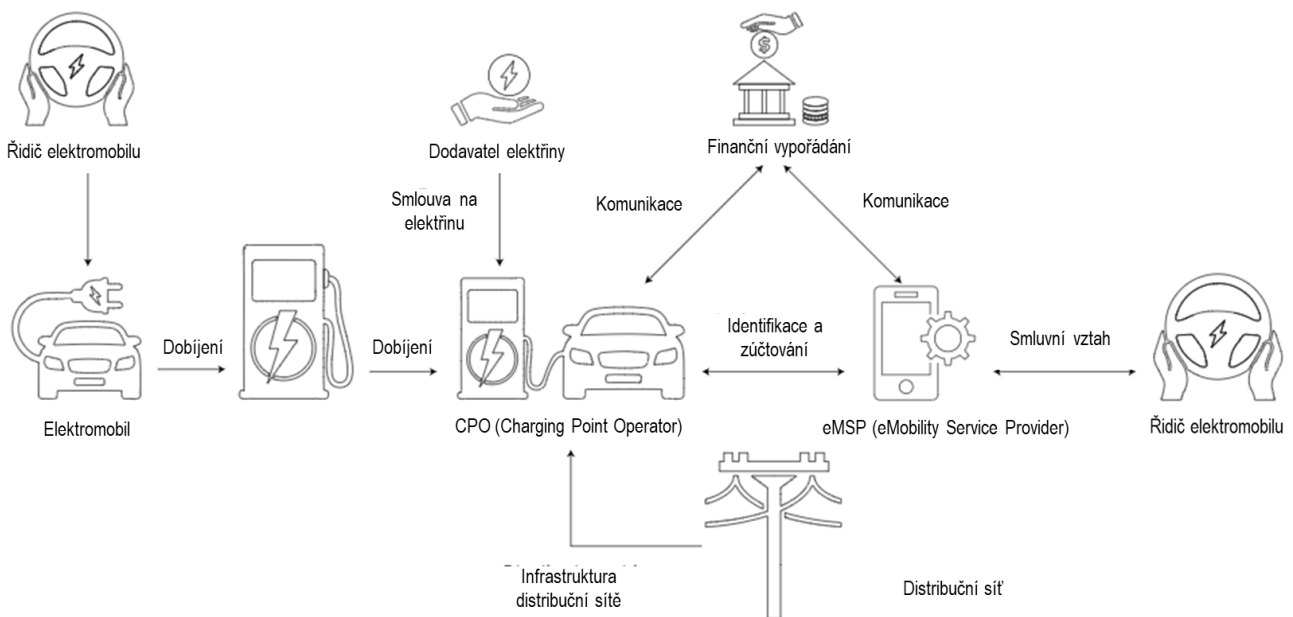 Řidič elektromobilu
Dodavatel elektřiny
Finanční vypořádání
Smlouva na
elektřinu
Komunikace
Komunikace
Dobíjení
Dobíjení
Identifikace a
zúčtování
Smluvní vztah
Elektromobil
CPO (Charging Point Operator)
eMSP (eMobility Service Provider)
Řidič elektromobilu
Infrastruktura
distribuční sítě
Distribuční síť